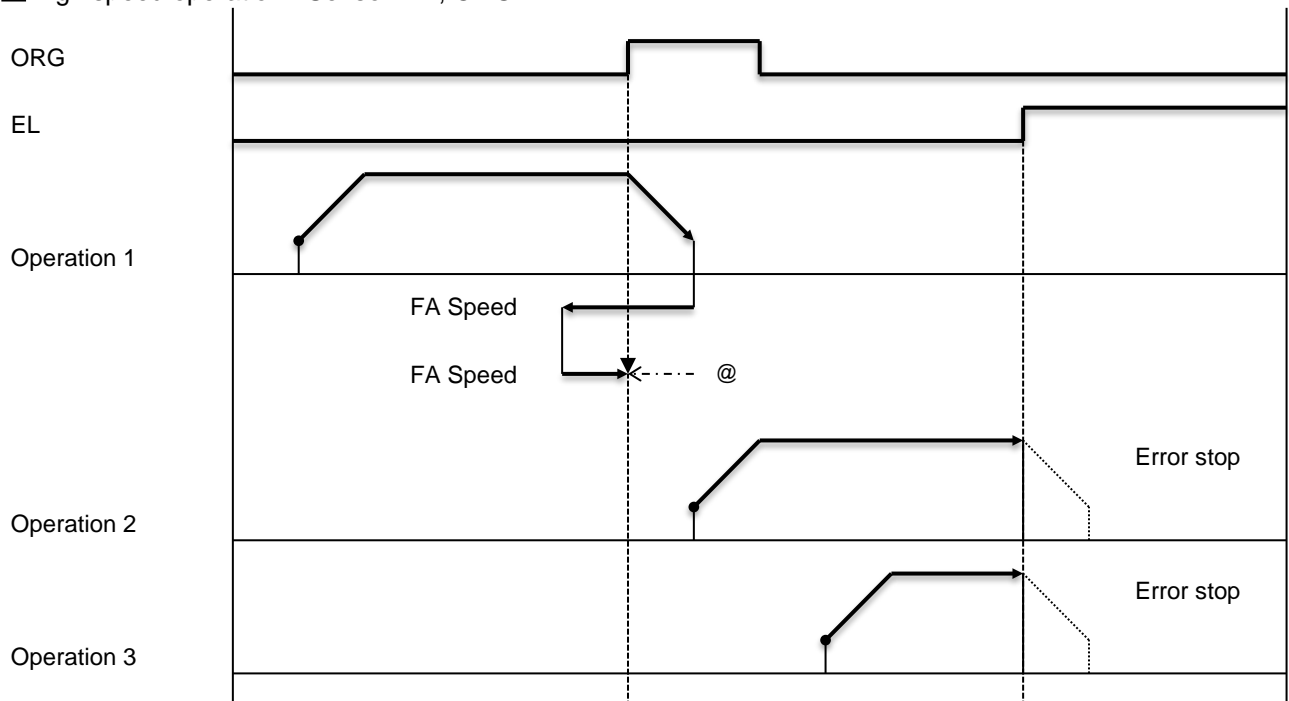 ORG
EL
Operation 1
FA Speed
FA Speed @
Error stop
Operation 2
Error stop
Operation 3